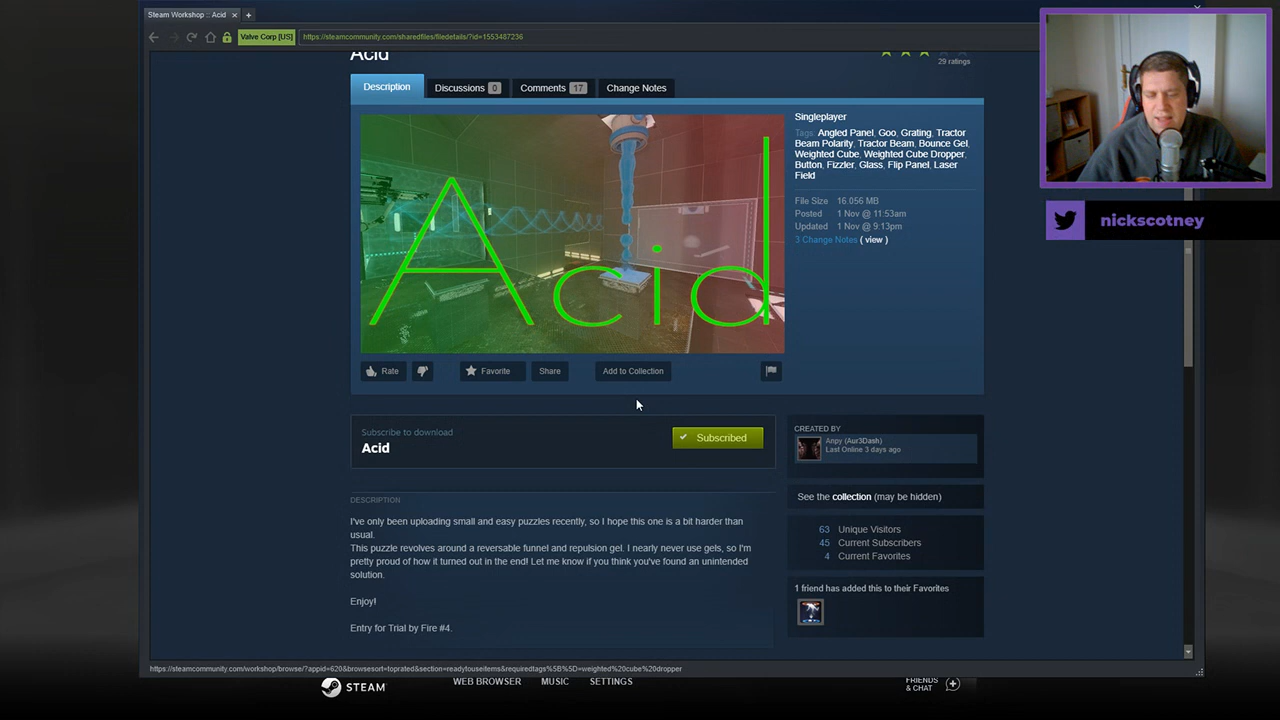 Steam Workshop :: Acid
Valve Corp [US]
https://steamcommunity.com/sharedfiles/filedetails/?id=1553487236
Acid
29 ratings
Description
Discussions 0
Comments 17
Change Notes
Acid
Singleplayer
Tags: Angled Panel, Goo, Grating, Tractor
Beam Polarity, Tractor Beam, Bounce Gel,
Weighted Cube, Weighted Cube Dropper,
Button, Fizzler, Glass, Flip Panel, Laser
Field
File Size 16.056 MB
Posted 1 Nov @ 11:53am
Updated 1 Nov @ 9:13pm
3 Change Notes ( view )
Rate
Favorite
Share
Add to Collection
Subscribe to download
Acid
Subscribed
DESCRIPTION
I've only been uploading small and easy puzzles recently, so I hope this one is a bit harder than
usual.
This puzzle revolves around a reversable funnel and repulsion gel. I nearly never use gels, so I'm
pretty proud of how it turned out in the end! Let me know if you think you've found an unintended
solution.
Enjoy!
Entry for Trial by Fire #4.
CREATED BY
Anpy (Aur3Dash)
Last Online 3 days ago
See the collection (may be hidden)
63 Unique Visitors
45 Current Subscribers
4 Current Favorites
1 friend has added this to their Favorites
https://steamcommunity.com/workshop/browse/?appid=620&browsesort=toprated&section=readytouseitems&requiredtags%5B%5D=weighted%20cube%20dropper
STEAM
WEB BROWSER
MUSIC
SETTINGS
FRIENDS
& CHAT
nickscotney